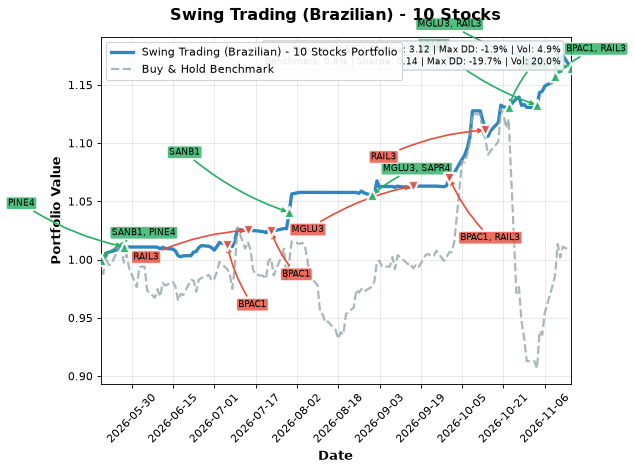 Swing Trading (Brazilian) - 10 Stocks
MGLU3, RAIL3
BPAC1, RAIL3
Swing Trading (Brazilian) - 10 Stocks Portfolio
Buy & Hold Benchmark
: 3.12 | Max DD: -1.9% | Vol: 4.9%
Benchmark: 0.8% | Sharpe: 0.14 | Max DD: -19.7% | Vol: 20.0%
Portfolio Value
1.15
1.10
1.05
1.00
0.95
0.90
SANB1
RAIL3
MGLU3, SAPR4
PINE4
SANB1, PINE4
RAIL3
MGLU3
BPAC1, RAIL3
BPAC1
BPAC1
2026-05-30
2026-06-15
2026-07-01
2026-07-17
2026-08-02
2026-08-18
2026-09-03
2026-09-19
2026-10-05
2026-10-21
2026-11-06
Date